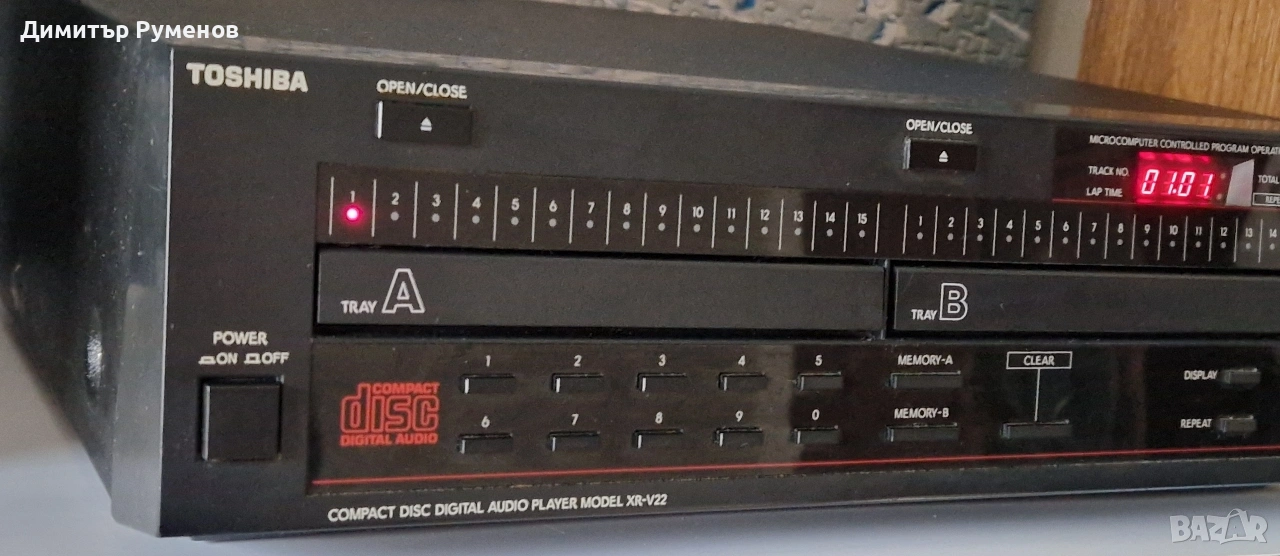 Димитър Руменов
TOSHIBA
OPEN/CLOSE
OPEN/CLOSE
MICROCOMPUTER CONTROLLED PROGRAM
TRACK NO.
LAP TIME
01.01
TOTAL
1 2 3 4 5 6 7 8 9 10 11 12 13 14 15
1 2 3 4 5 6 7 8 9 10 11 12 13 14
TRAY A
TRAY B
POWER
ON OFF
COMPACT
disc
DIGITAL AUDIO
1 2 3 4 5
6 7 8 9 0
MEMORY-A
MEMORY-B
CLEAR
DISPLAY
REPEAT
COMPACT DISC DIGITAL AUDIO PLAYER MODEL XR-V22
BAZAR